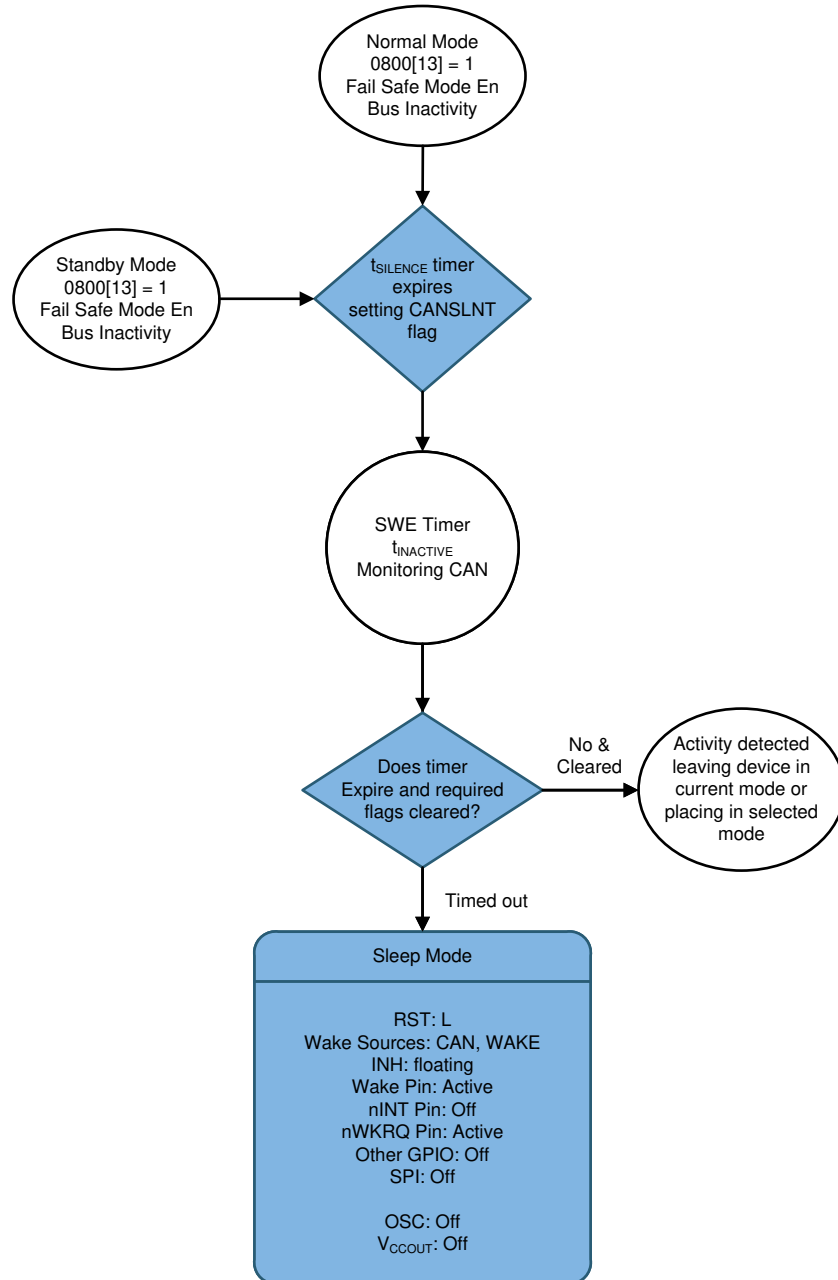 Normal Mode
0800[13] = 1
Fail Safe Mode En
Bus Inactivity
Standby Mode
0800[13] = 1
Fail Safe Mode En
Bus Inactivity
tSILENCE timer
expires
setting CANSLNT
flag
SWE Timer
tINACTIVE
Monitoring CAN
Does timer
Expire and required
flags cleared?
No &
Cleared
Activity detected
leaving device in
current mode or
placing in selected
mode
Timed out
Sleep Mode
RST: L
Wake Sources: CAN, WAKE
INH: floating
Wake Pin: Active
nINT Pin: Off
nWKRQ Pin: Active
Other GPIO: Off
SPI: Off
OSC: Off
VCCOUT: Off